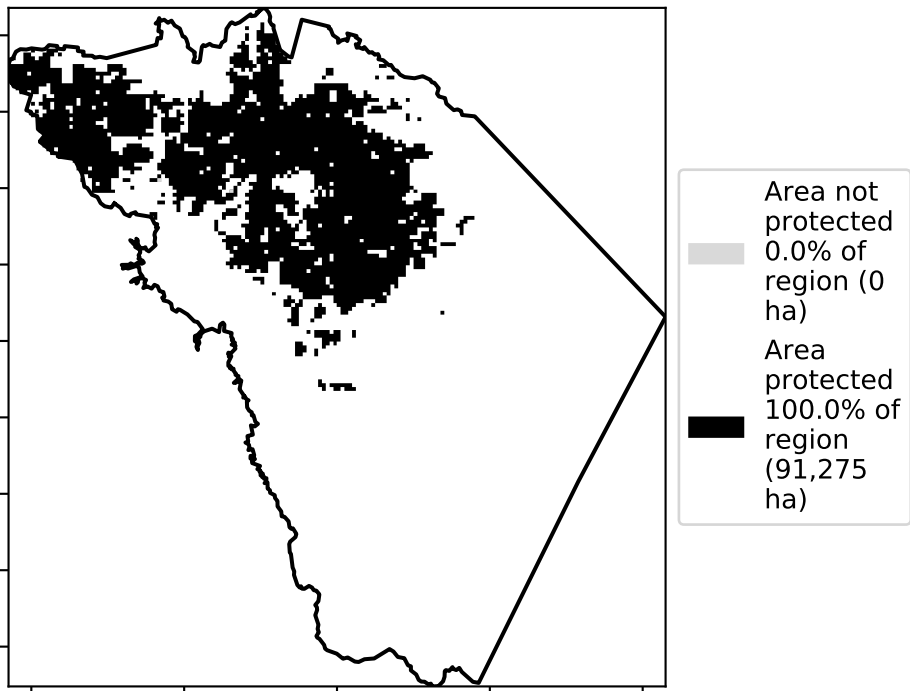 Area not
protected
0.0% of
region (0
ha)
Area
protected
100.0% of
region
(91,275
ha)